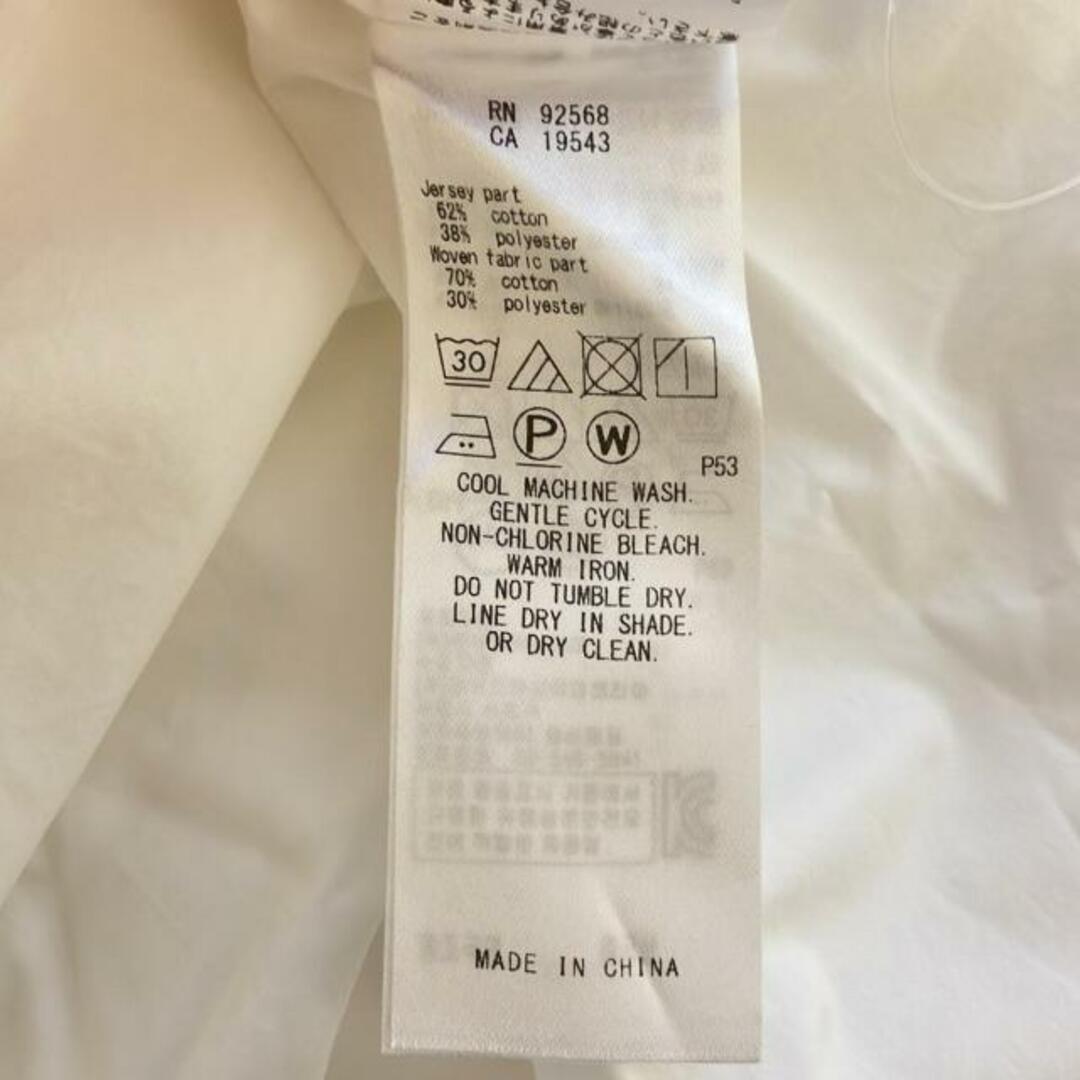 RN 92568
CA 19543
Jersey part
62% cotton
38% polyester
Woven fabric part
70% cotton
30% polyester
30
P W
P53
COOL MACHINE WASH.
GENTLE CYCLE.
NON-CHLORINE BLEACH.
WARM IRON.
DO NOT TUMBLE DRY.
LINE DRY IN SHADE.
OR DRY CLEAN.
MADE IN CHINA